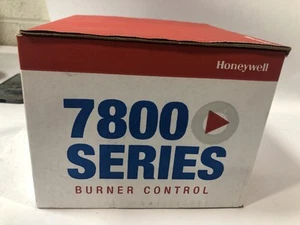 Honeywell
7800
SERIES
BURNER CONTROL